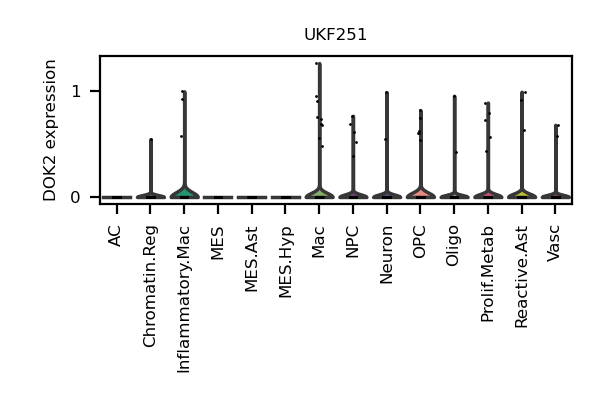 UKF251
DOK2 expression
1
0
AC
Chromatin.Reg
Inflammatory.Mac
MES
MES.Ast
MES.Hyp
Mac
NPC
Neuron
OPC
Oligo
Prolif.Metab
Reactive.Ast
Vasc